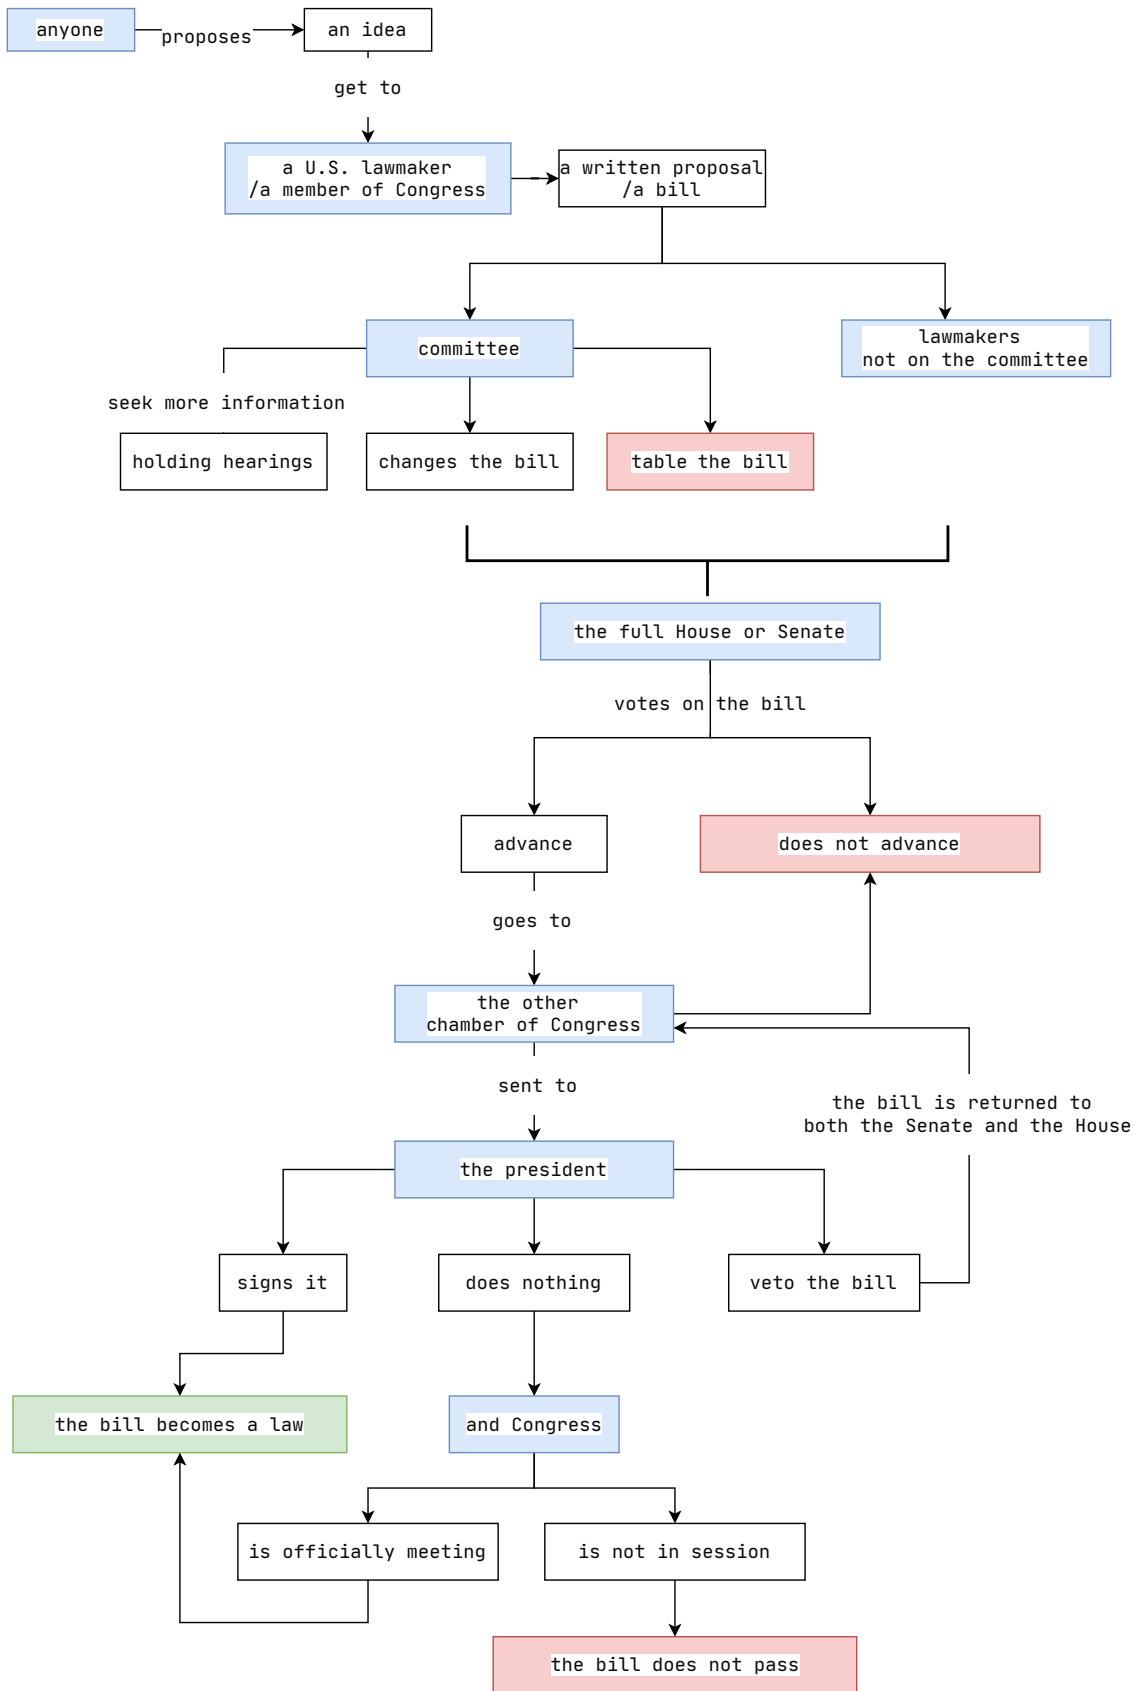 anyone
proposes
an idea
get to
a U.S. lawmaker
/a member of Congress
a written proposal
/a bill
committee
lawmakers
not on the committee
seek more information
holding hearings
changes the bill
table the bill
the full House or Senate
votes on the bill
advance
does not advance
goes to
the other
chamber of Congress
sent to
the bill is returned to
both the Senate and the House
the president
signs it
does nothing
veto the bill
the bill becomes a law
and Congress
is officially meeting
is not in session
the bill does not pass